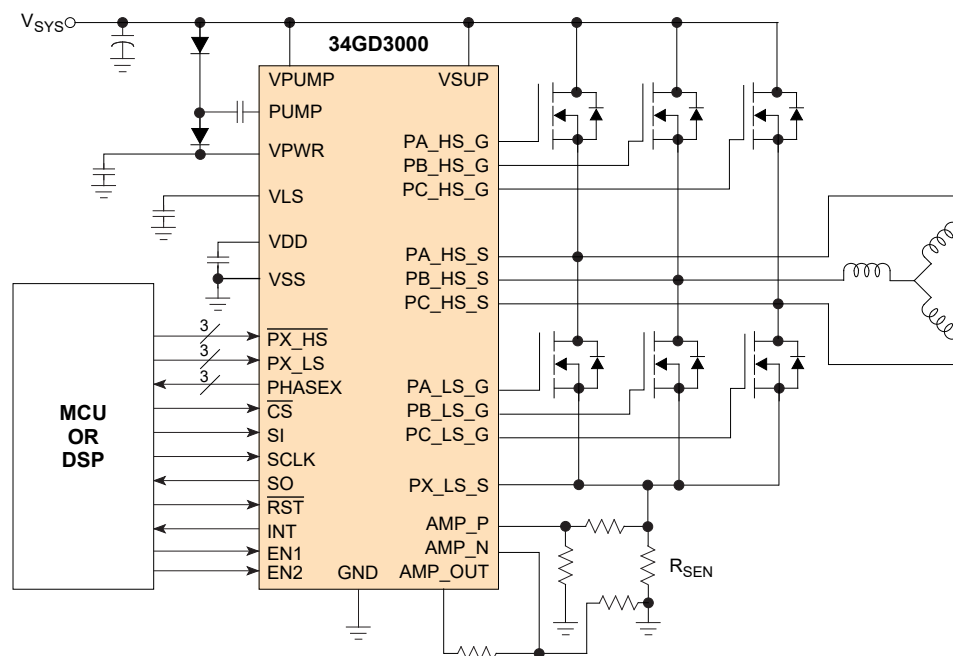 V_SYS
34GD3000
VPUMP
VSUP
PUMP
VPWR
VLS
VDD
VSS
PA_HS_G
PB_HS_G
PC_HS_G
PA_HS_S
PB_HS_S
PC_HS_S
MCU
OR
DSP
3
3
3
PX_HS
PX_LS
PHASEX
CS
SI
SCLK
SO
RST
INT
EN1
EN2
GND
PA_LS_G
PB_LS_G
PC_LS_G
PX_LS_S
AMP_P
AMP_N
AMP_OUT
R_SEN